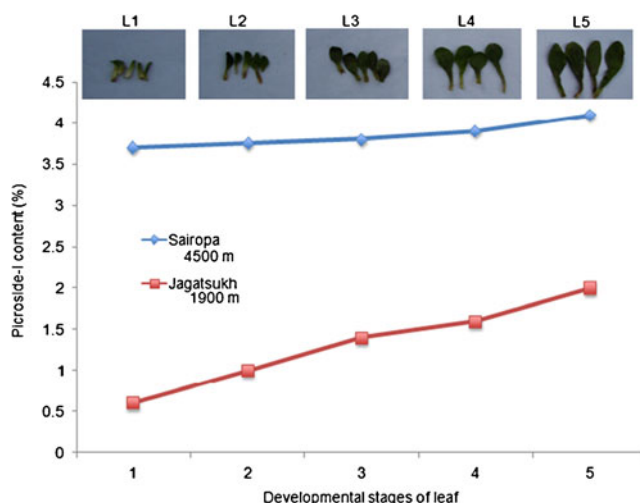 L1 L2 L3 L4 L5
4.5
4
3.5
3
2.5
2
1.5
1
0.5
0
Picroside-I content (%)
Sairopa
4500 m
Jagatsukh
1900 m
1 2 3 4 5
Developmental stages of leaf